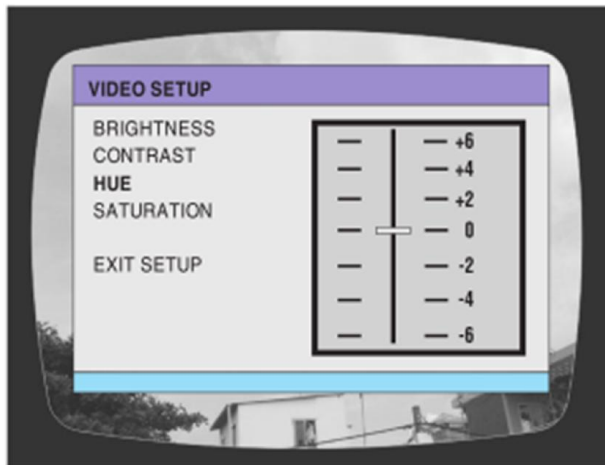 VIDEO SETUP
BRIGHTNESS
CONTRAST
HUE
SATURATION
EXIT SETUP
+6
+4
+2
0
-2
-4
-6